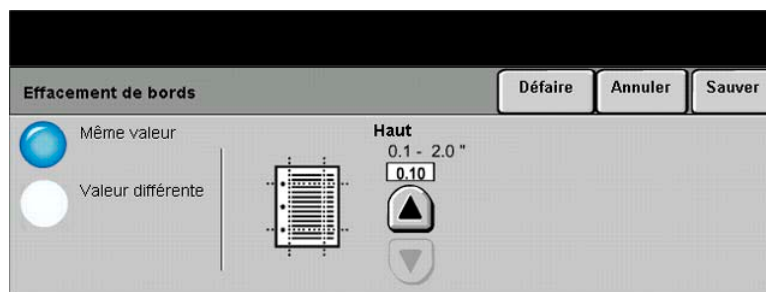 Effacement de bords
Défaire
Annuler
Sauver
Même valeur
Valeur différente
Haut
0.1 - 2.0 "
0.10